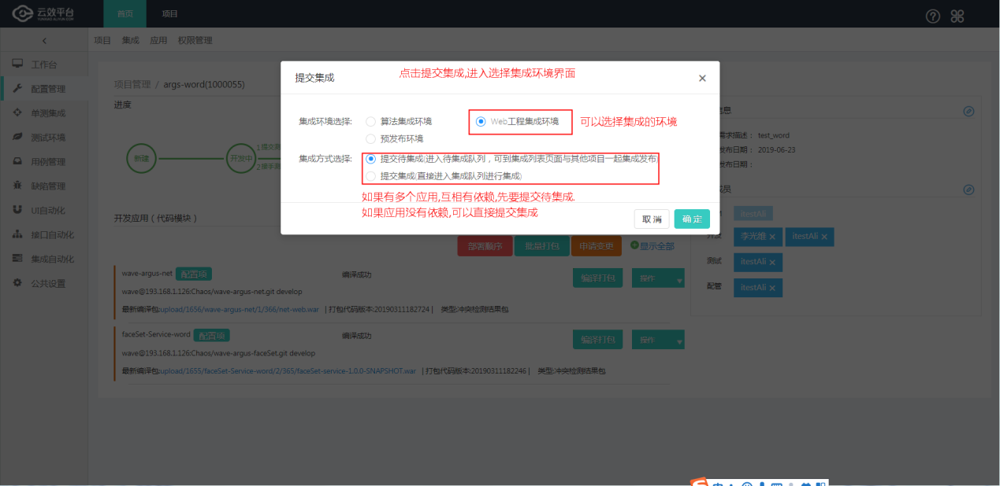 云效平台
YUNXIAO.ALIYUN.COM
首页
项目
项目
集成
应用
权限管理
工作台
配置管理
单测集成
测试环境
用例管理
缺陷管理
UI自动化
接口自动化
集成自动化
公共设置
项目管理 / args-word(1000055)
进度
新建
开发中
1.提交测
2.接手测
提交集成
点击提交集成,进入选择集成环境界面
集成环境选择:
算法集成环境
Web工程集成环境
可以选择集成的环境
预发布环境
集成方式选择:
提交待集成(进入待集成队列，可到集成列表页面与其他项目一起集成发布)
提交集成(直接进入集成队列进行集成)
如果有多个应用,互相有依赖,先要提交待集成.
如果应用没有依赖,可以直接提交集成
取 消
确 定
息
需求描述： test_word
发布日期： 2019-06-23
发布日期：
成员
itestAli
开发
李光维 ×
itestAli ×
测试
itestAli ×
配管
itestAli ×
开发应用（代码模块）
部署顺序
批量打包
申请变更
显示全部
wave-argus-net
配置项
编译成功
编译打包
操作
wave@193.168.1.126:Chaos/wave-argus-net.git develop
最新编译包:upload/1656/wave-argus-net/1/366/net-web.war | 打包代码版本:20190311182724 | 类型:冲突检测结果包
faceSet-Service-word
配置项
编译成功
编译打包
操作
wave@193.168.1.126:Chaos/wave-argus-faceSet.git develop
最新编译包:upload/1655/faceSet-Service-word/2/365/faceSet-service-1.0.0-SNAPSHOT.war | 打包代码版本:20190311182246 | 类型:冲突检测结果包